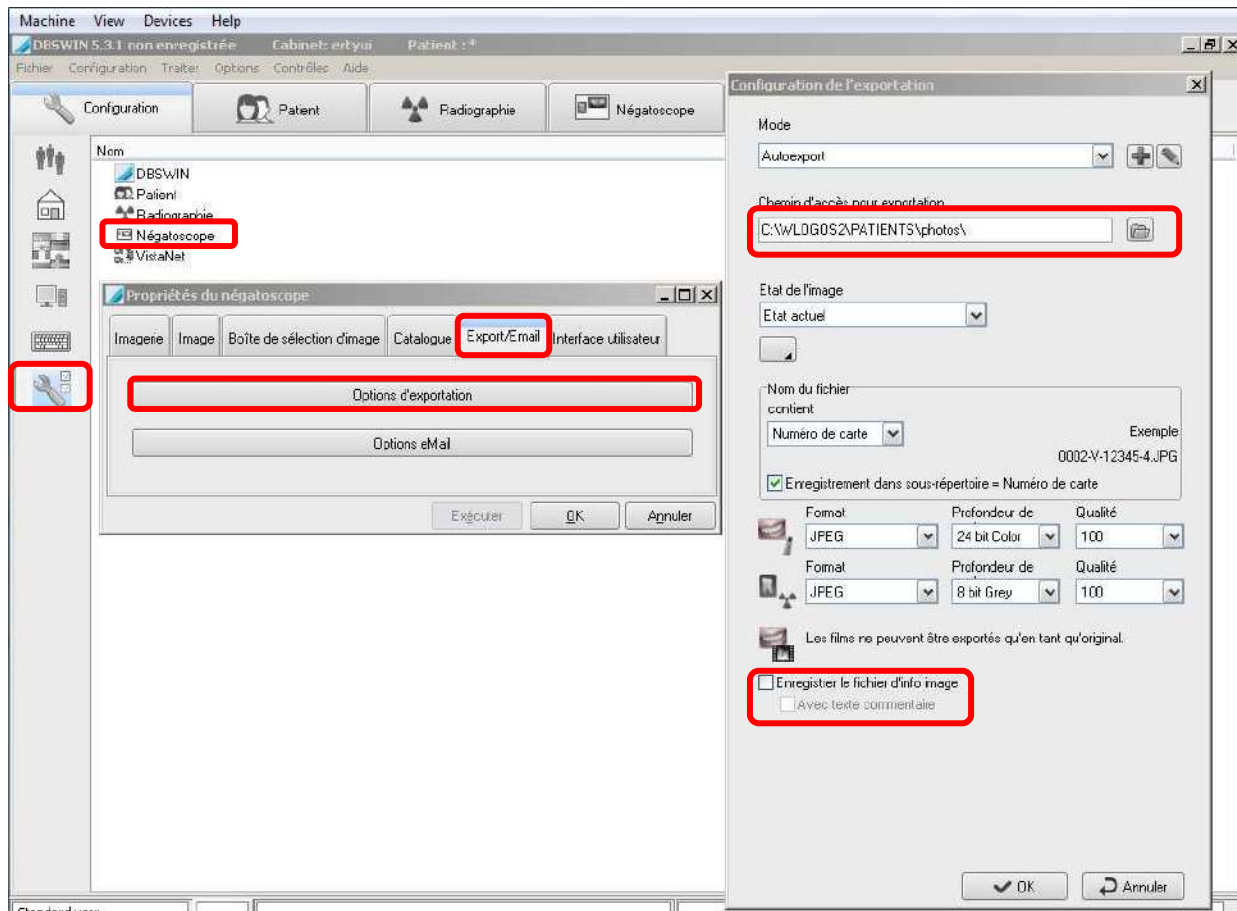 Machine View Devices Help
DBSWIN 5.3.1 non enregistrée Cabinet: ertyui Patient : *
Fichier Configuration Traiter Options Contrôles Aide
Configuration Patient Radiographie Négatoscope
Nom
DBSWIN
Patient
Radiographie
Négatoscope
VistaNet
Propriétés du négatoscope
Imagerie Image Boîte de sélection d'image Catalogue Export/Email Interface utilisateur
Options d'exportation
Options eMail
Exécuter OK Annuler
Configuration de l'exportation
Mode
Autoexport
Chemin d'accès pour exportation
C:\WLOGOS2\PATIENTS\photos\
Etat de l'image
Etat actuel
Nom du fichier
contient
Numéro de carte
Exemple
0002-V-12345-4.JPG
Enregistrement dans sous-répertoire = Numéro de carte
Format Profondeur de Qualité
JPEG 24 bit Color 100
Format Profondeur de Qualité
JPEG 8 bit Grey 100
Les films ne peuvent être exportés qu'en tant qu'original.
Enregistrer le fichier d'info image
Avec texte commentaire
OK Annuler